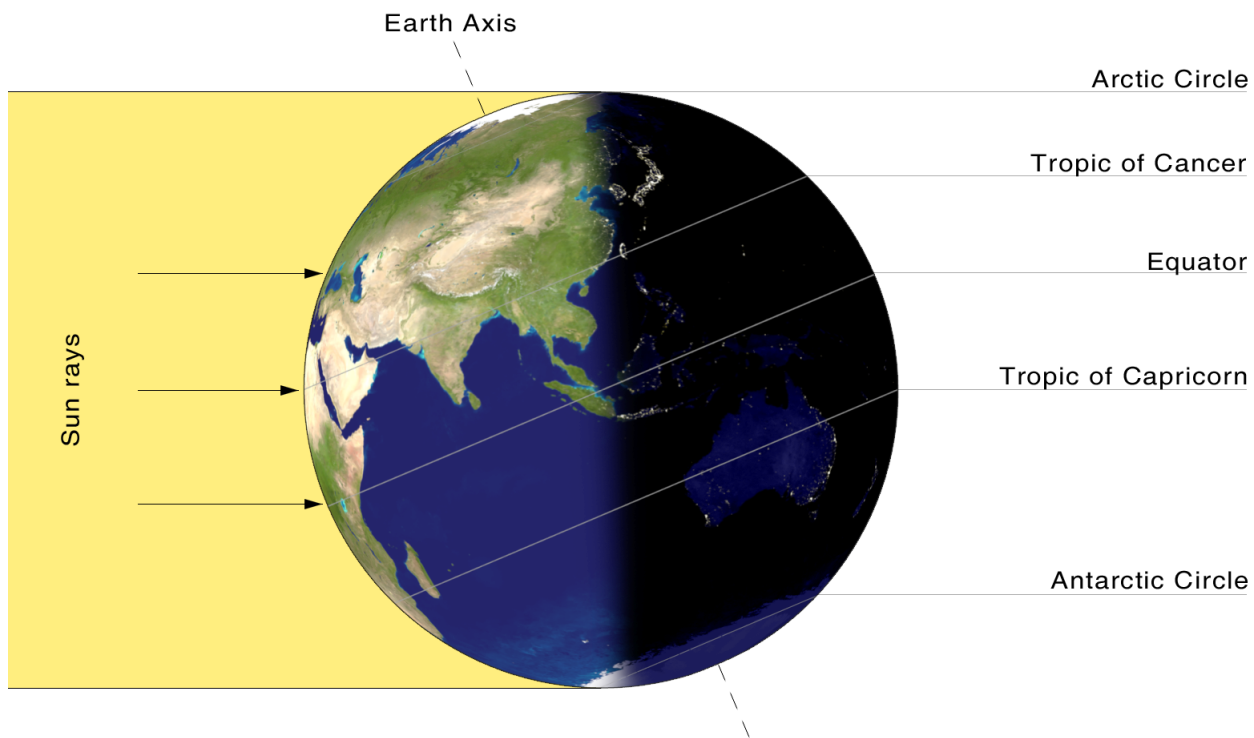 Earth Axis
Arctic Circle
Tropic of Cancer
Equator
Sun rays
Tropic of Capricorn
Antarctic Circle